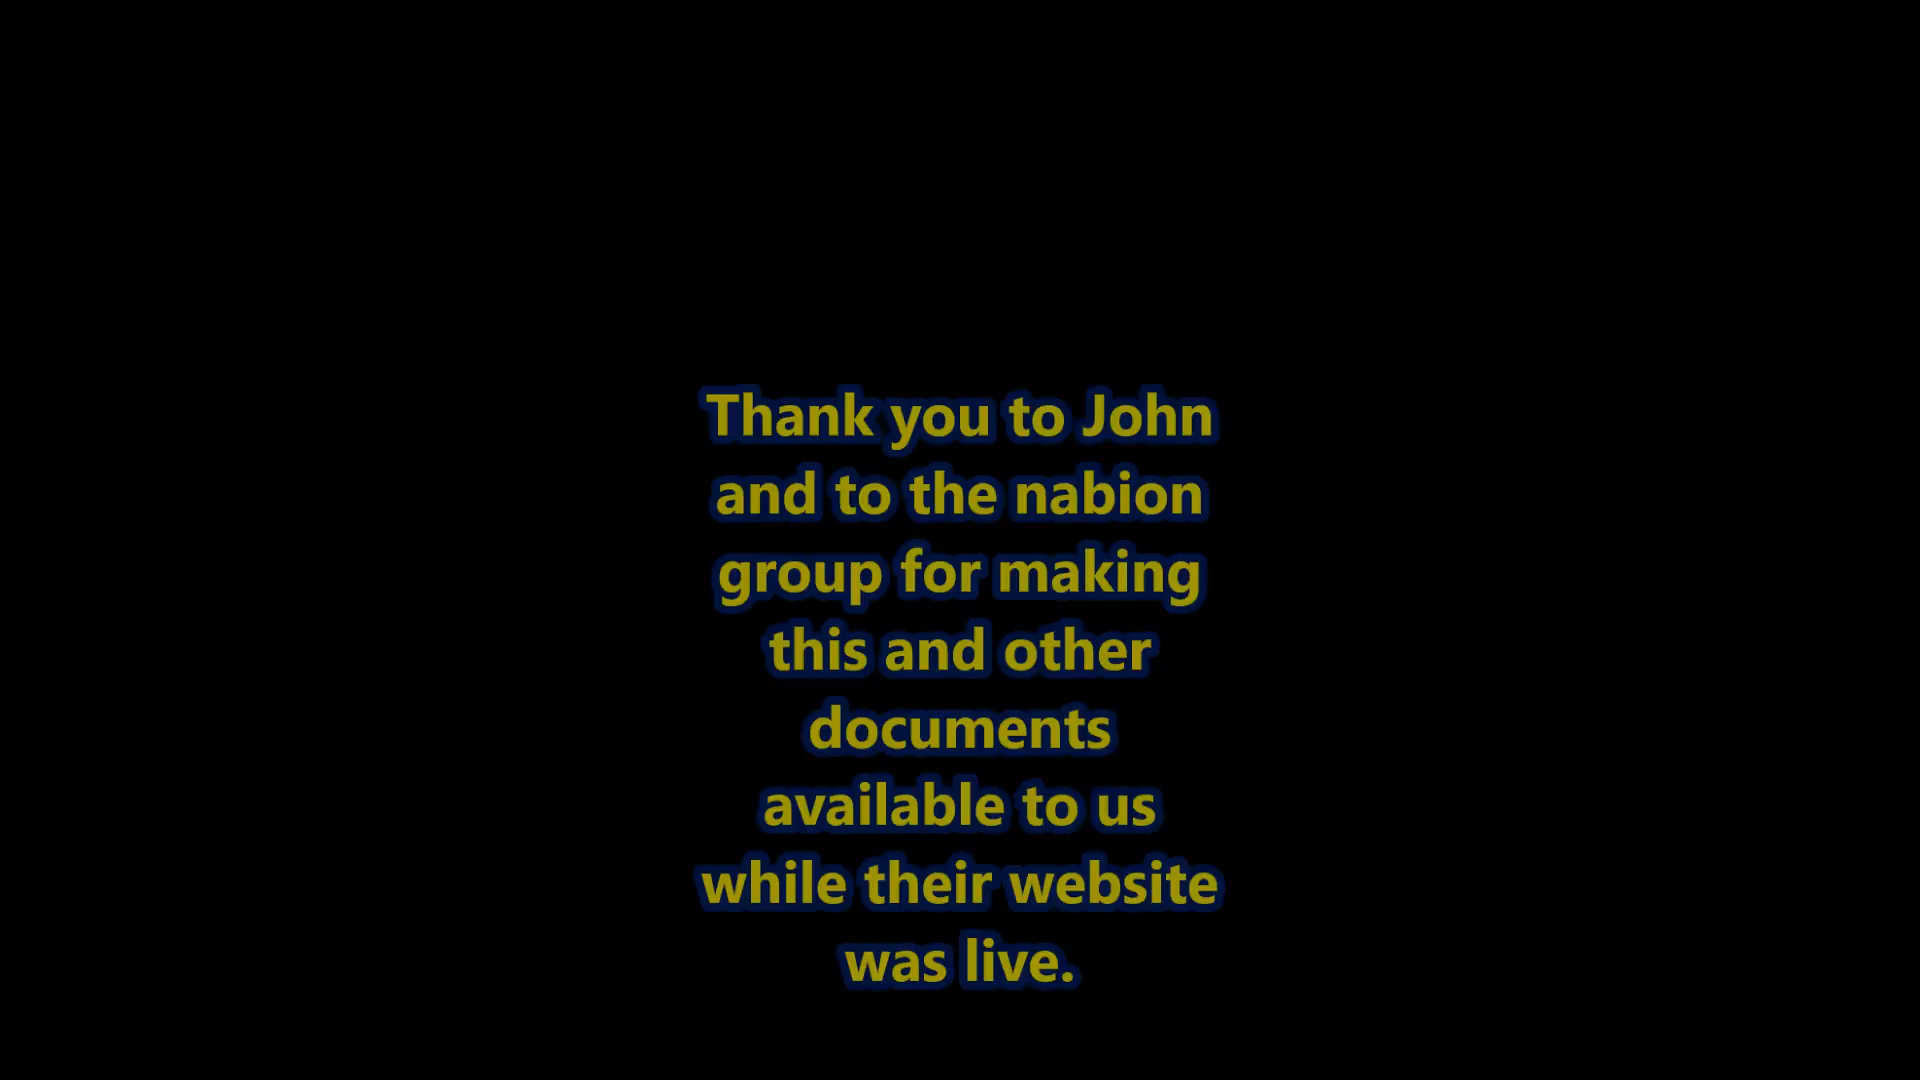 Thank you to John
and to the nabion
group for making
this and other
documents
available to us
while their website
was live.